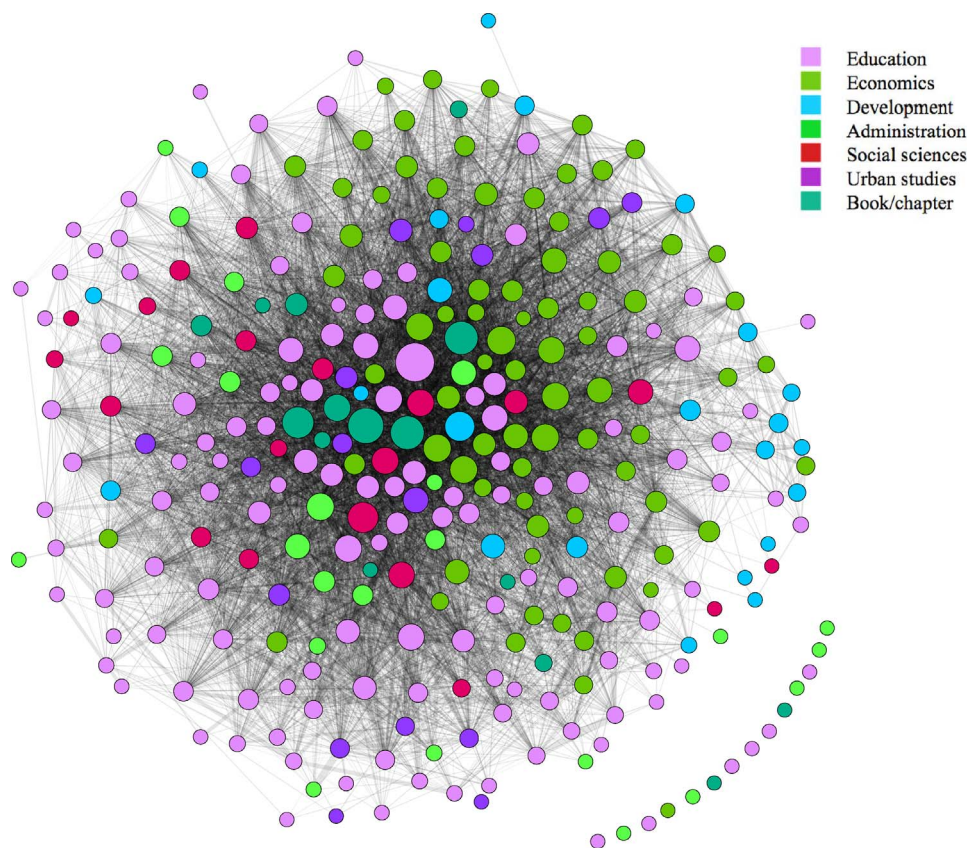 Education
Economics
Development
Administration
Social sciences
Urban studies
Book/chapter